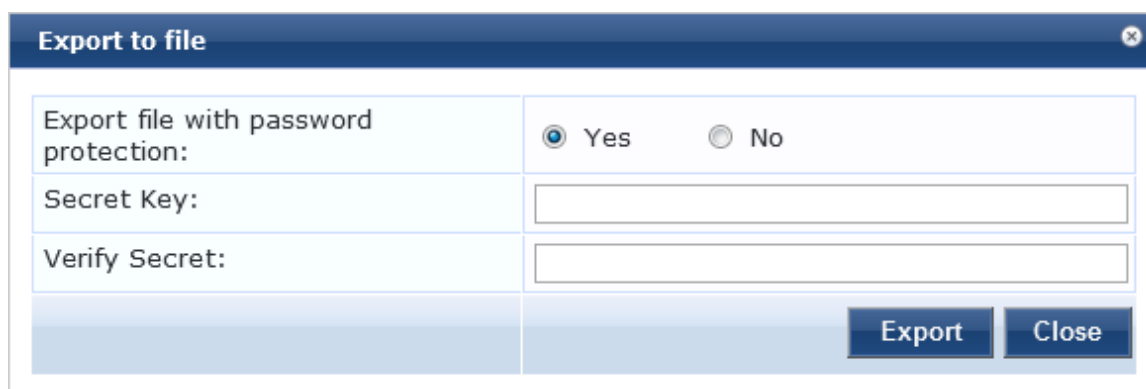 Export to file
Export file with password
protection:
Yes No
Secret Key:
Verify Secret:
Export Close